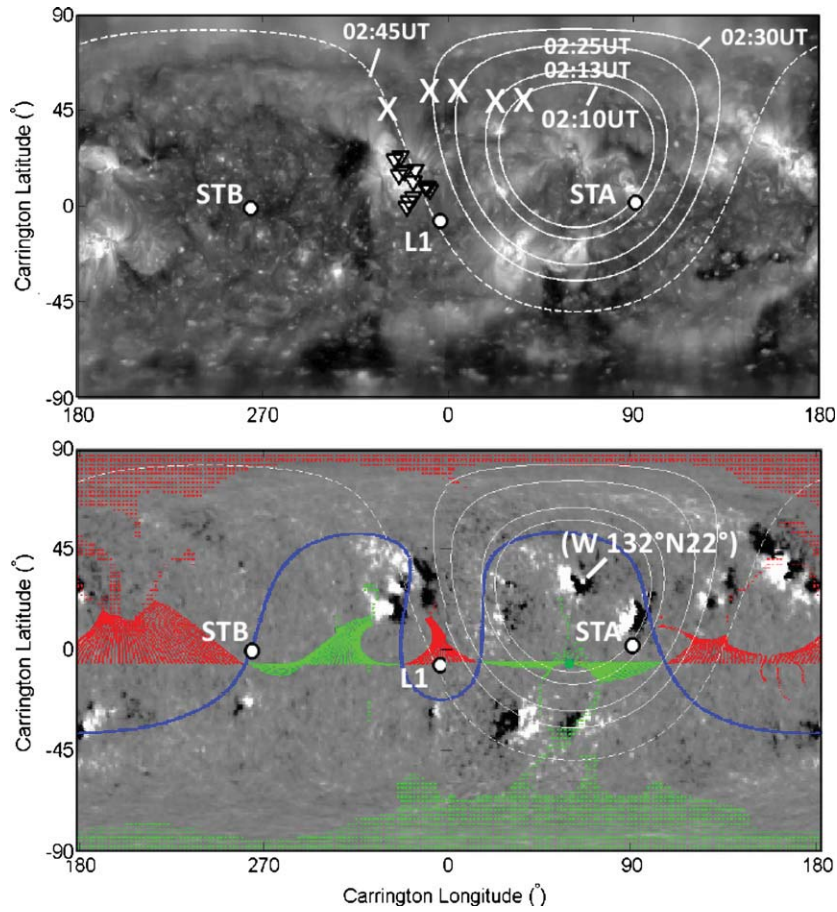 90
02:45UT
02:30UT
02:25UT
02:13UT
02:10UT
X X X X X
45
STB
STA
0
L1
-45
-90
180 270 0 90 180
Carrington Latitude (°)
90
45
(W 132°N22°)
STB
STA
0
L1
-45
-90
180 270 0 90 180
Carrington Latitude (°)
Carrington Longitude (°)